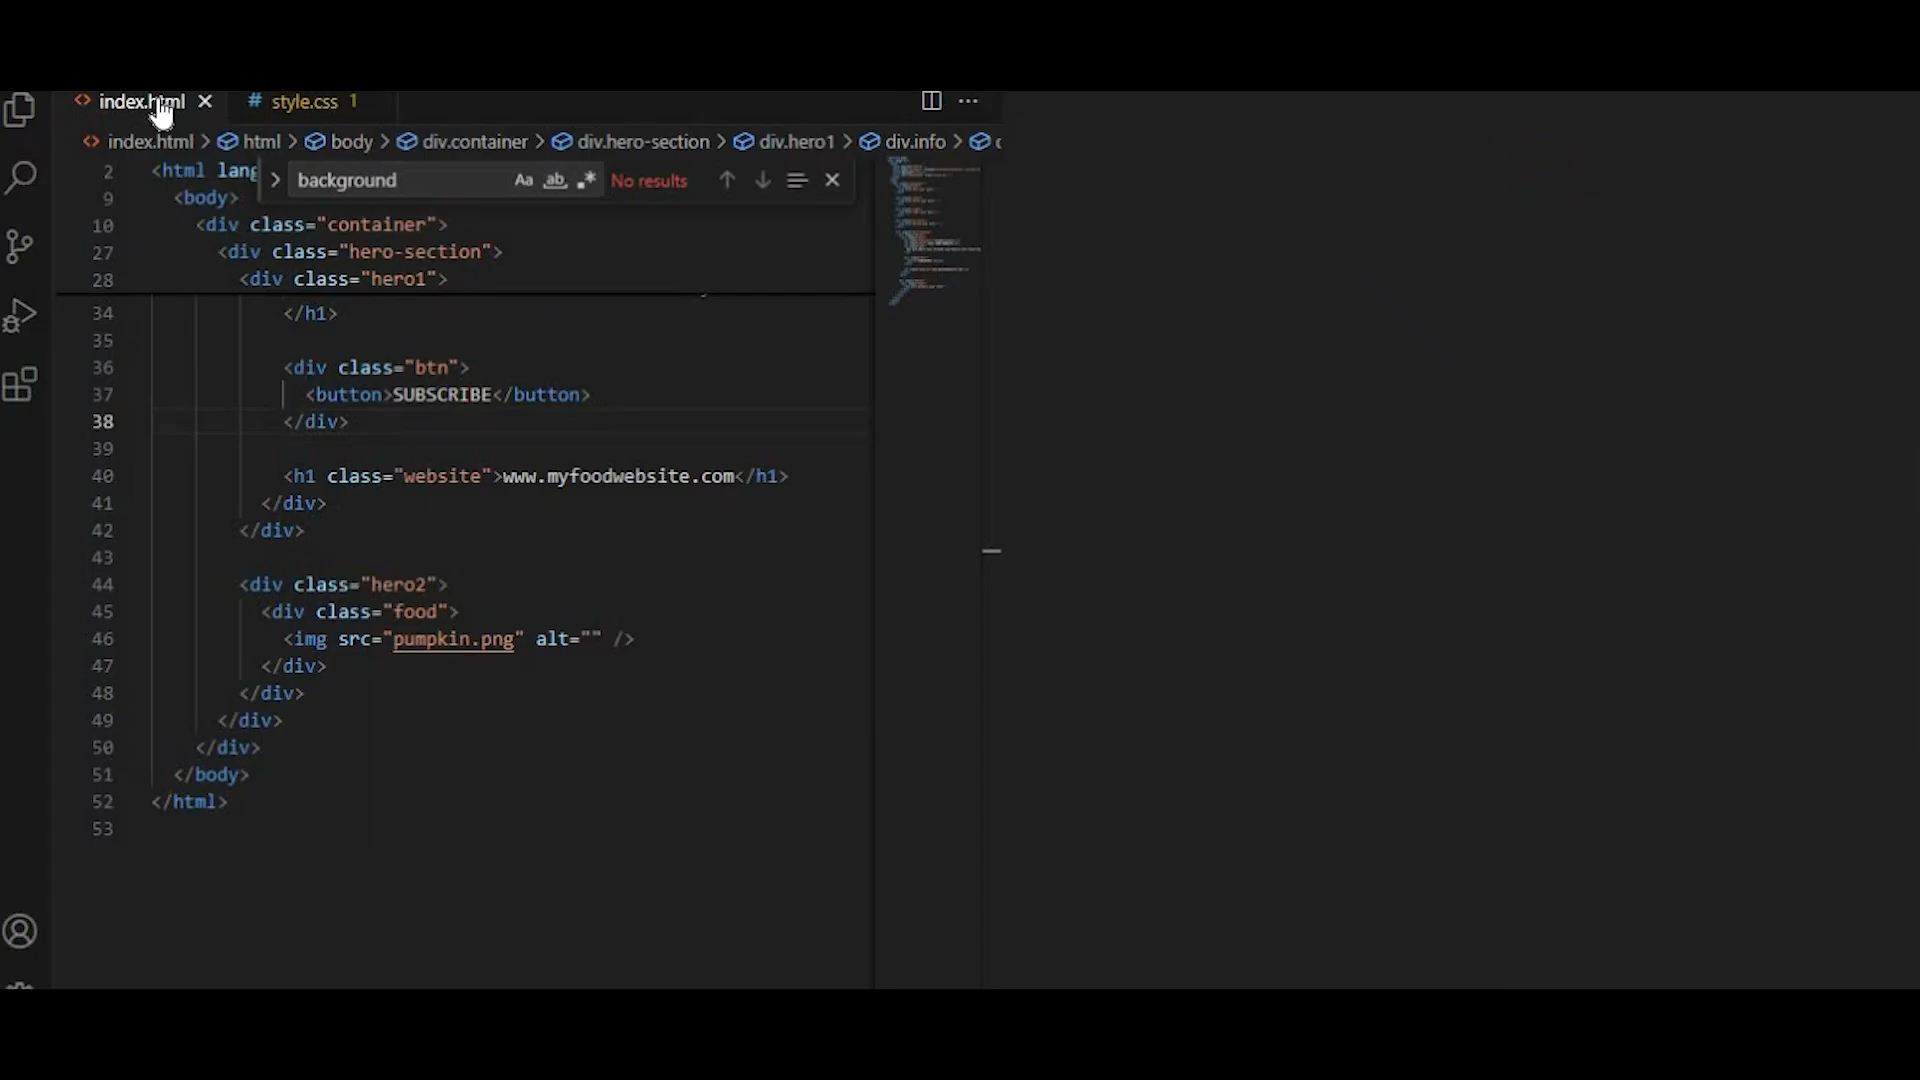 index.html style.css 1
index.html > html > body > div.container > div.hero-section > div.hero1 > div.info >
background Aa ab No results
2 <html lang
9 <body>
10 <div class="container">
27 <div class="hero-section">
28 <div class="hero1">
34 </h1>
35
36 <div class="btn">
37 <button>SUBSCRIBE</button>
38 </div>
39
40 <h1 class="website">www.myfoodwebsite.com</h1>
41 </div>
42 </div>
43
44 <div class="hero2">
45 <div class="food">
46 <img src="pumpkin.png" alt="" />
47 </div>
48 </div>
49 </div>
50 </div>
51 </body>
52 </html>
53